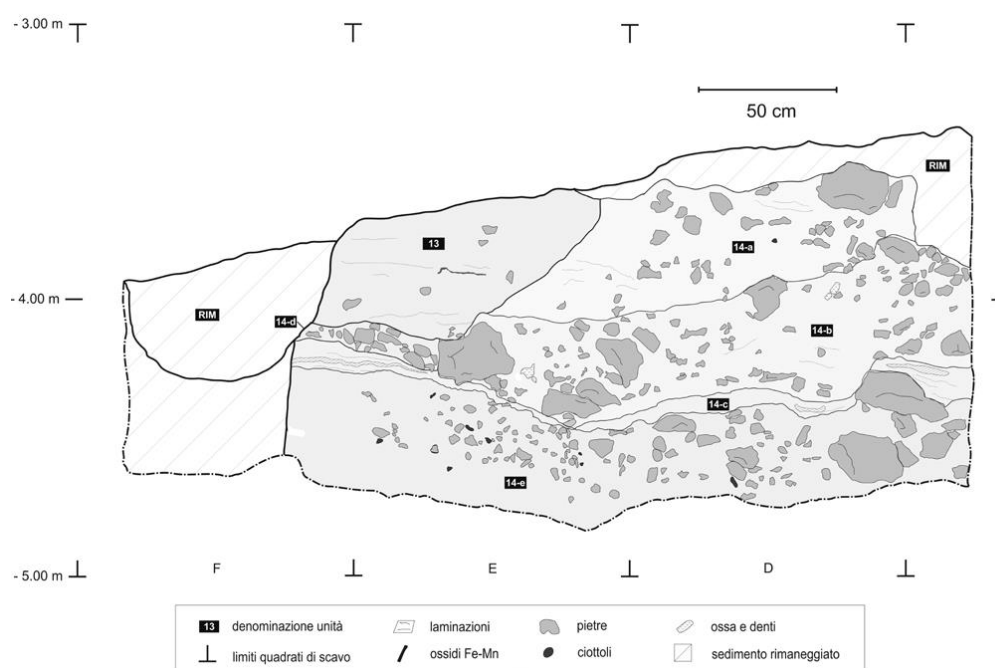 - 3.00 m
50 cm
RIM
13
14-a
- 4.00 m
RIM
14-d
14-b
14-c
14-e
- 5.00 m
F E D
13 denominazione unità laminazioni pietre ossa e denti
limiti quadrati di scavo ossidi Fe-Mn ciottoli sedimento rimaneggiato